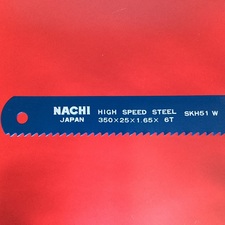 NACHI HIGH SPEED STEEL SKH51 W
JAPAN 350×25×1.65× 6T